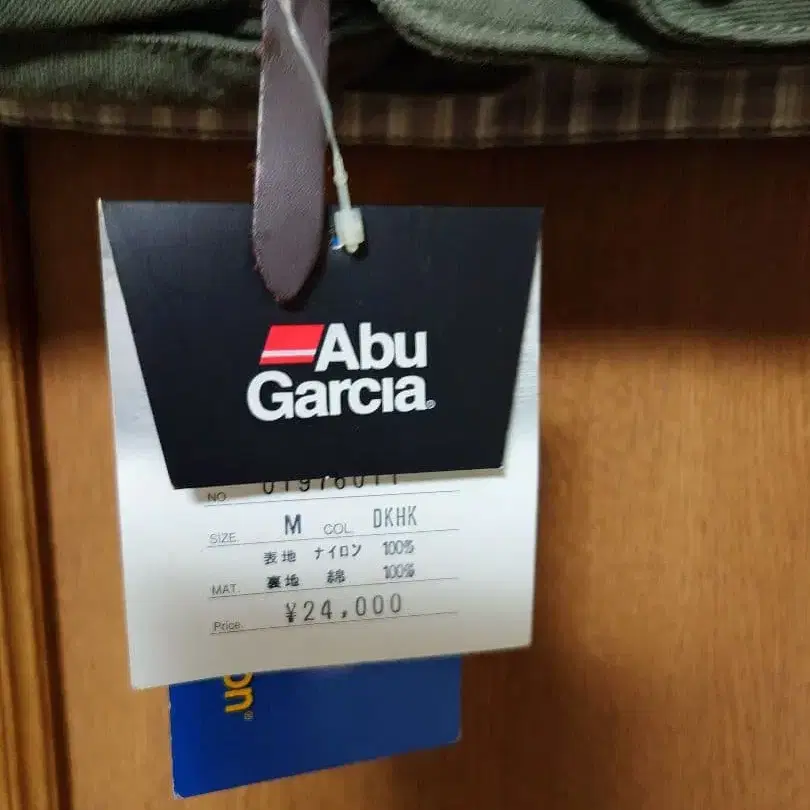 Abu
Garcia®
NO
SIZE. M COL. DKHK
表地 ナイロン 100%
MAT. 裏地 綿 100%
Price. ¥24,000
on®